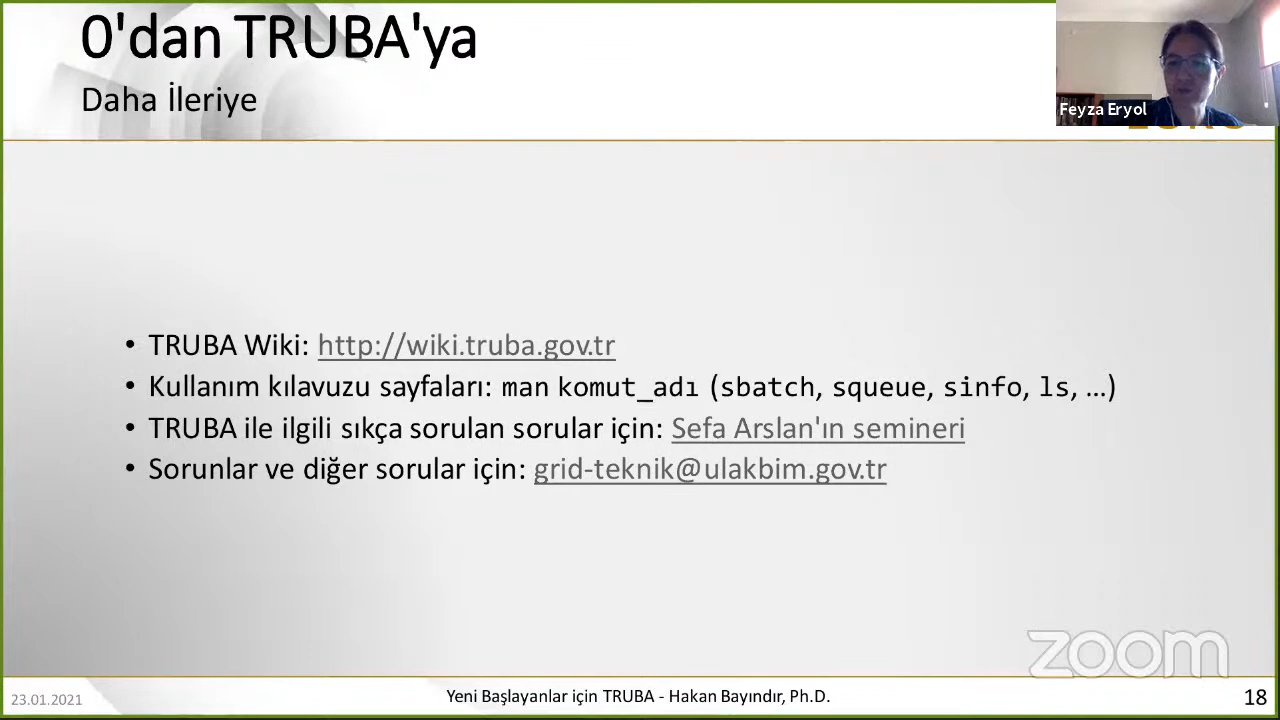 0'dan TRUBA'ya
Daha İleriye
Feyza Eryol
• TRUBA Wiki: http://wiki.truba.gov.tr
• Kullanım kılavuzu sayfaları: man komut_adı (sbatch, squeue, sinfo, ls, …)
• TRUBA ile ilgili sıkça sorulan sorular için: Sefa Arslan'ın semineri
• Sorunlar ve diğer sorular için: grid-teknik@ulakbim.gov.tr
zoom
23.01.2021
Yeni Başlayanlar için TRUBA - Hakan Bayındır, Ph.D.
18